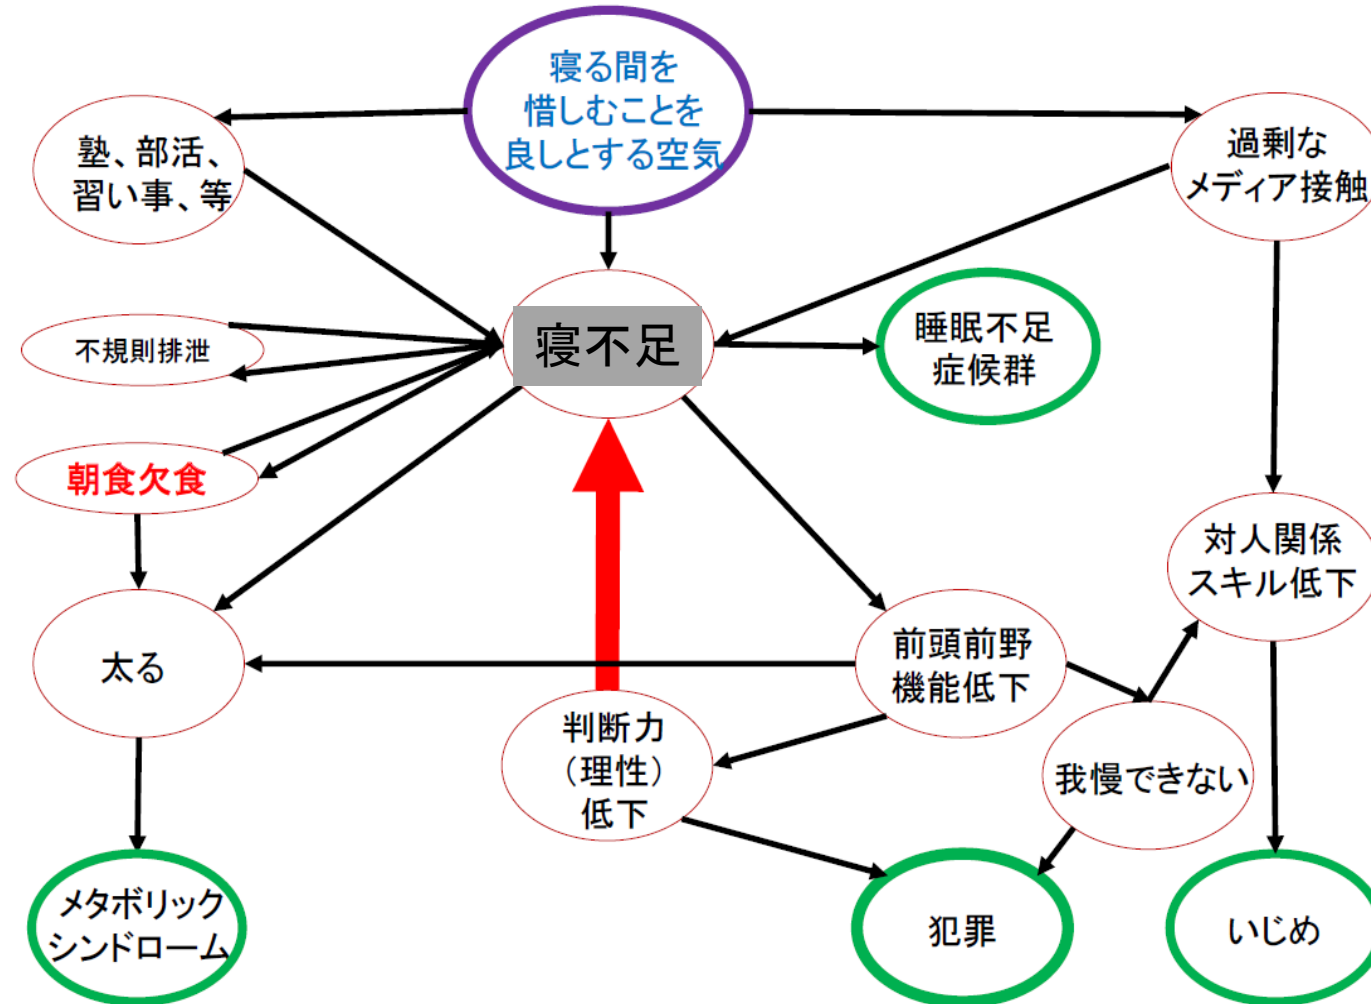 寝る間を
惜しむことを
良しとする空気
塾、部活、
習い事、等
過剰な
メディア接触
不規則排泄
寝不足
睡眠不足
症候群
朝食欠食
対人関係
スキル低下
太る
前頭前野
機能低下
判断力
（理性）
低下
我慢できない
メタボリック
シンドローム
犯罪
いじめ